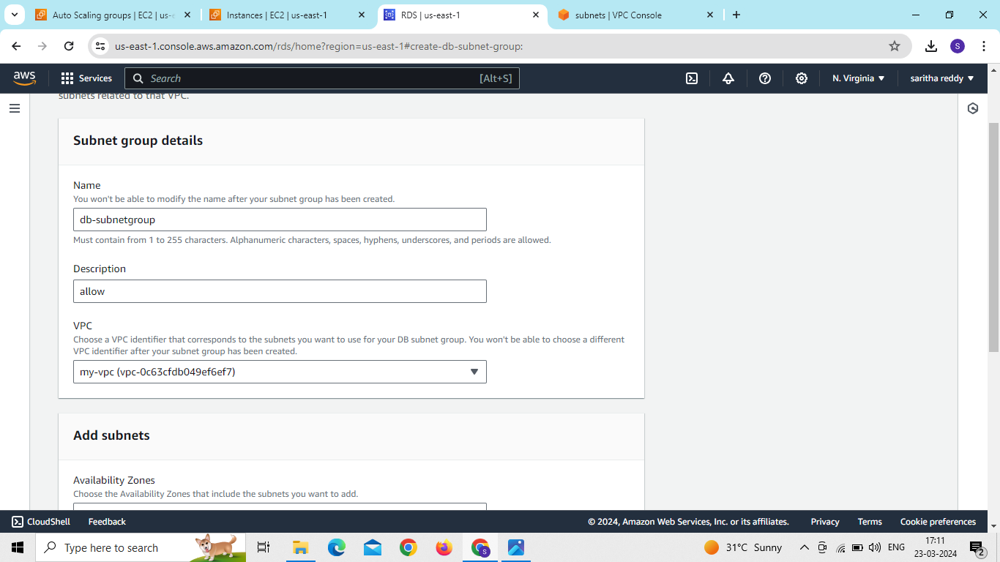 Auto Scaling groups | EC2 | us-e
Instances | EC2 | us-east-1
RDS | us-east-1
subnets | VPC Console
us-east-1.console.aws.amazon.com/rds/home?region=us-east-1#create-db-subnet-group:
S
aws
Services
Search
[Alt+S]
N. Virginia
saritha reddy
subnets related to that VPC.
Subnet group details
Name
You won't be able to modify the name after your subnet group has been created.
db-subnetgroup
Must contain from 1 to 255 characters. Alphanumeric characters, spaces, hyphens, underscores, and periods are allowed.
Description
allow
VPC
Choose a VPC identifier that corresponds to the subnets you want to use for your DB subnet group. You won't be able to choose a different
VPC identifier after your subnet group has been created.
my-vpc (vpc-0c63cfdb049ef6ef7)
Add subnets
Availability Zones
Choose the Availability Zones that include the subnets you want to add.
CloudShell
Feedback
© 2024, Amazon Web Services, Inc. or its affiliates.
Privacy
Terms
Cookie preferences
Type here to search
S
31°C Sunny
ENG
17:11
23-03-2024
2